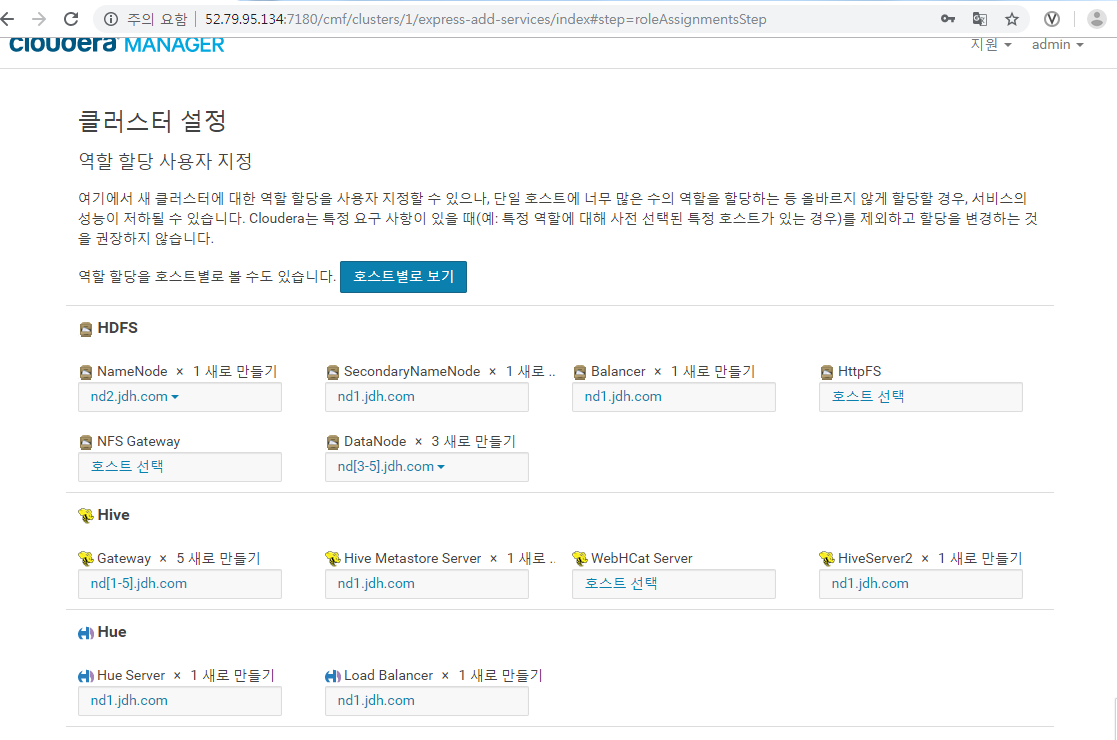 주의 요함 52.79.95.134:7180/cmf/clusters/1/express-add-services/index#step=roleAssignmentsStep
cloudera MANAGER 지원 admin
클러스터 설정
역할 할당 사용자 지정
여기에서 새 클러스터에 대한 역할 할당을 사용자 지정할 수 있으나, 단일 호스트에 너무 많은 수의 역할을 할당하는 등 올바르지 않게 할당할 경우, 서비스의
성능이 저하될 수 있습니다. Cloudera는 특정 요구 사항이 있을 때(예: 특정 역할에 대해 사전 선택된 특정 호스트가 있는 경우)를 제외하고 할당을 변경하는 것
을 권장하지 않습니다.
역할 할당을 호스트별로 볼 수도 있습니다. 호스트별로 보기
HDFS
NameNode × 1 새로 만들기 SecondaryNameNode × 1 새로 .. Balancer × 1 새로 만들기 HttpFS
nd2.jdh.com nd1.jdh.com nd1.jdh.com 호스트 선택
NFS Gateway DataNode × 3 새로 만들기
호스트 선택 nd[3-5].jdh.com
Hive
Gateway × 5 새로 만들기 Hive Metastore Server × 1 새로 .. WebHCat Server HiveServer2 × 1 새로 만들기
nd[1-5].jdh.com nd1.jdh.com 호스트 선택 nd1.jdh.com
Hue
Hue Server × 1 새로 만들기 Load Balancer × 1 새로 만들기
nd1.jdh.com nd1.jdh.com